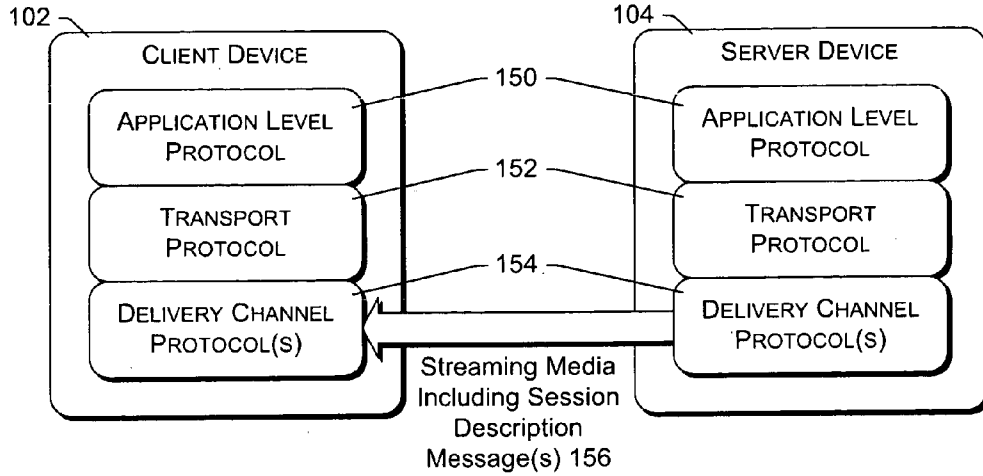 102
CLIENT DEVICE
APPLICATION LEVEL
PROTOCOL
TRANSPORT
PROTOCOL
DELIVERY CHANNEL
PROTOCOL(S)
150
152
154
Streaming Media
Including Session
Description
Message(s) 156
104
SERVER DEVICE
APPLICATION LEVEL
PROTOCOL
TRANSPORT
PROTOCOL
DELIVERY CHANNEL
PROTOCOL(S)